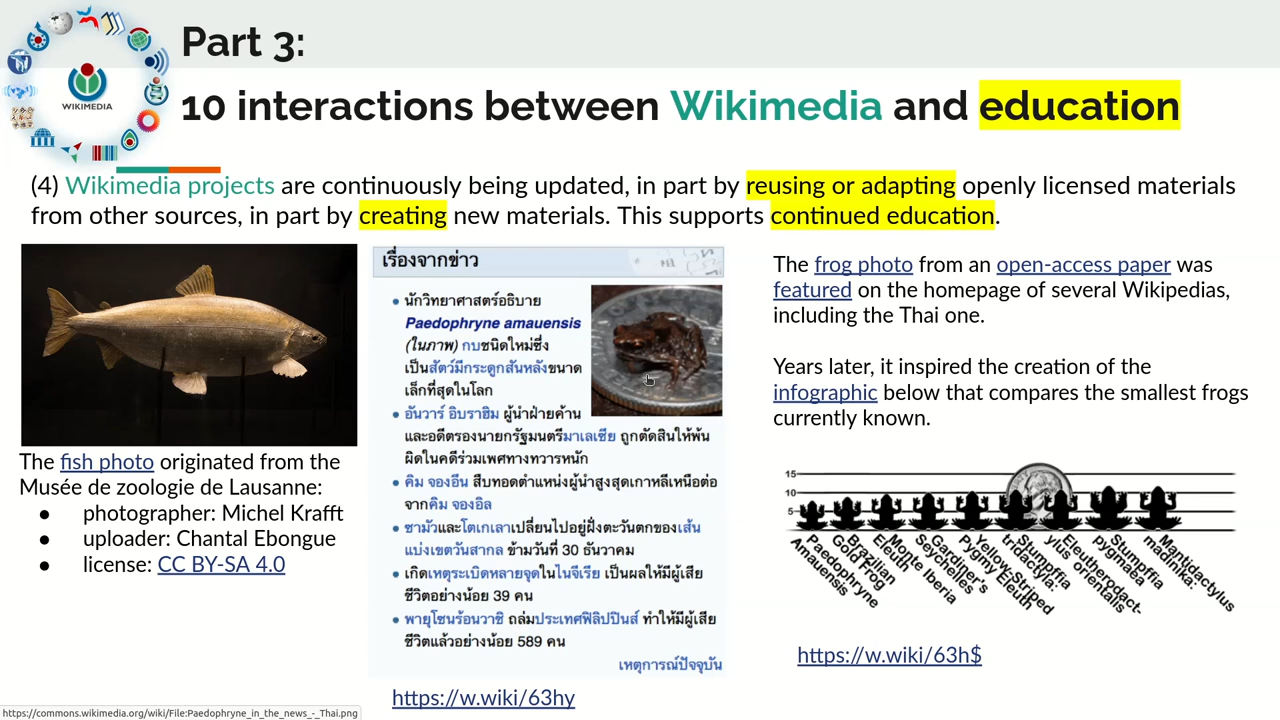 WIKIMEDIA
Part 3:
10 interactions between Wikimedia and education
(4) Wikimedia projects are continuously being updated, in part by reusing or adapting openly licensed materials
from other sources, in part by creating new materials. This supports continued education.
The fish photo originated from the
Musée de zoologie de Lausanne:
● photographer: Michel Krafft
● uploader: Chantal Ebongue
● license: CC BY-SA 4.0
เรื่องจากข่าว
• นักวิทยาศาสตร์อธิบาย
Paedophryne amauensis
(ในภาพ) กบชนิดใหม่ซึ่ง
เป็นสัตว์มีกระดูกสันหลังขนาด
เล็กที่สุดในโลก
• อันวาร์ อิบราฮิม ผู้นำฝ่ายค้าน
และอดีตรองนายกรัฐมนตรีมาเลเซีย ถูกตัดสินให้พ้น
ผิดในคดีร่วมเพศทางทวารหนัก
• คิม จองอึน สืบทอดตำแหน่งผู้นำสูงสุดเกาหลีเหนือต่อ
จากคิม จองอิล
• ซามัวและโตเกเลาเปลี่ยนไปอยู่ฝั่งตะวันตกของเส้น
แบ่งเขตวันสากล ข้ามวันที่ 30 ธันวาคม
• เกิดเหตุระเบิดหลายจุดในไนจีเรีย เป็นผลให้มีผู้เสีย
ชีวิตอย่างน้อย 39 คน
• พายุโซนร้อนวาชิ ถล่มประเทศฟิลิปปินส์ ทำให้มีผู้เสีย
ชีวิตแล้วอย่างน้อย 589 คน
เหตุการณ์ปัจจุบัน
https://w.wiki/63hy
The frog photo from an open-access paper was
featured on the homepage of several Wikipedias,
including the Thai one.
Years later, it inspired the creation of the
infographic below that compares the smallest frogs
currently known.
15
10
5
Paedophryne
Amauensis
Brazilian
Gold Frog
Monte Iberia
Eleuth
Gardiner's
Seychelles
Yellow-Striped
Pygmy Eleuth
Stumpffia
tridactyla:
Eleutherodact-
ylus orientalis
Stumpffia
pygmaea
Mantidactylus
madinika:
https://w.wiki/63h$
https://commons.wikimedia.org/wiki/File:Paedophryne_in_the_news_-_Thai.png